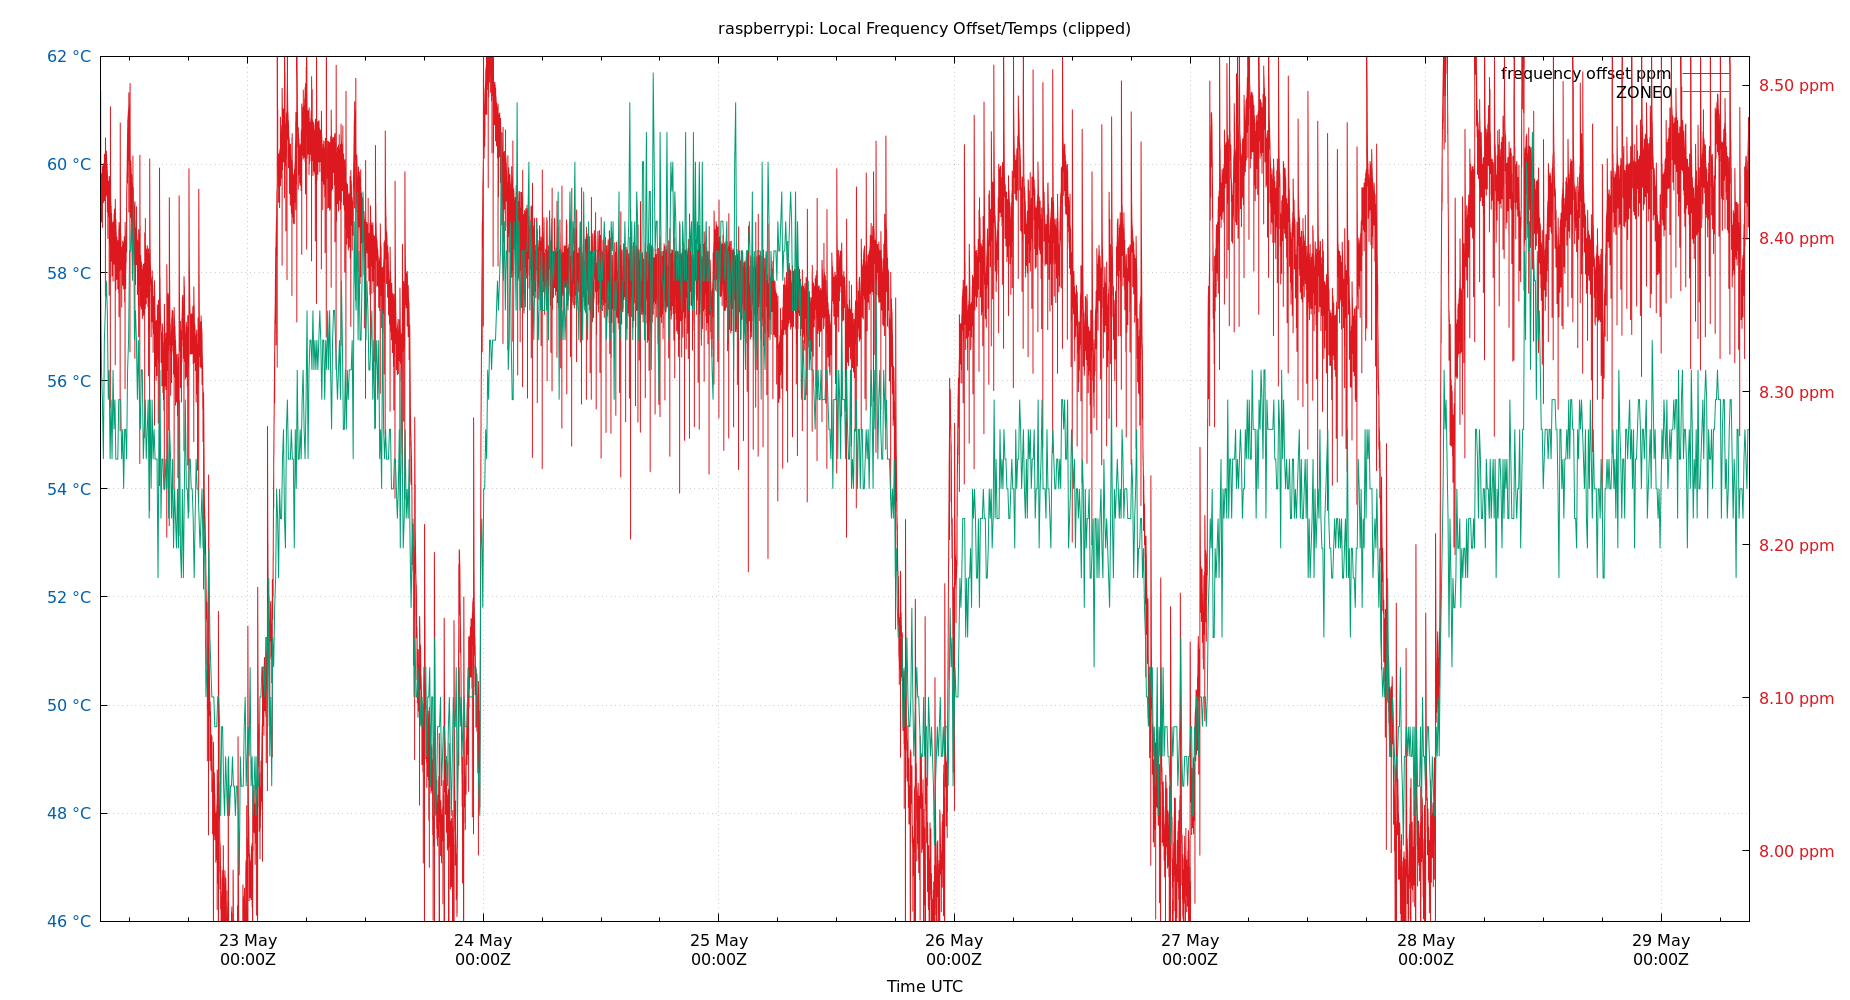 raspberrypi: Local Frequency Offset/Temps (clipped)
62 °C
60 °C
58 °C
56 °C
54 °C
52 °C
50 °C
48 °C
46 °C
frequency offset ppm
ZONE0
8.50 ppm
8.40 ppm
8.30 ppm
8.20 ppm
8.10 ppm
8.00 ppm
23 May
00:00Z
24 May
00:00Z
25 May
00:00Z
26 May
00:00Z
27 May
00:00Z
28 May
00:00Z
29 May
00:00Z
Time UTC